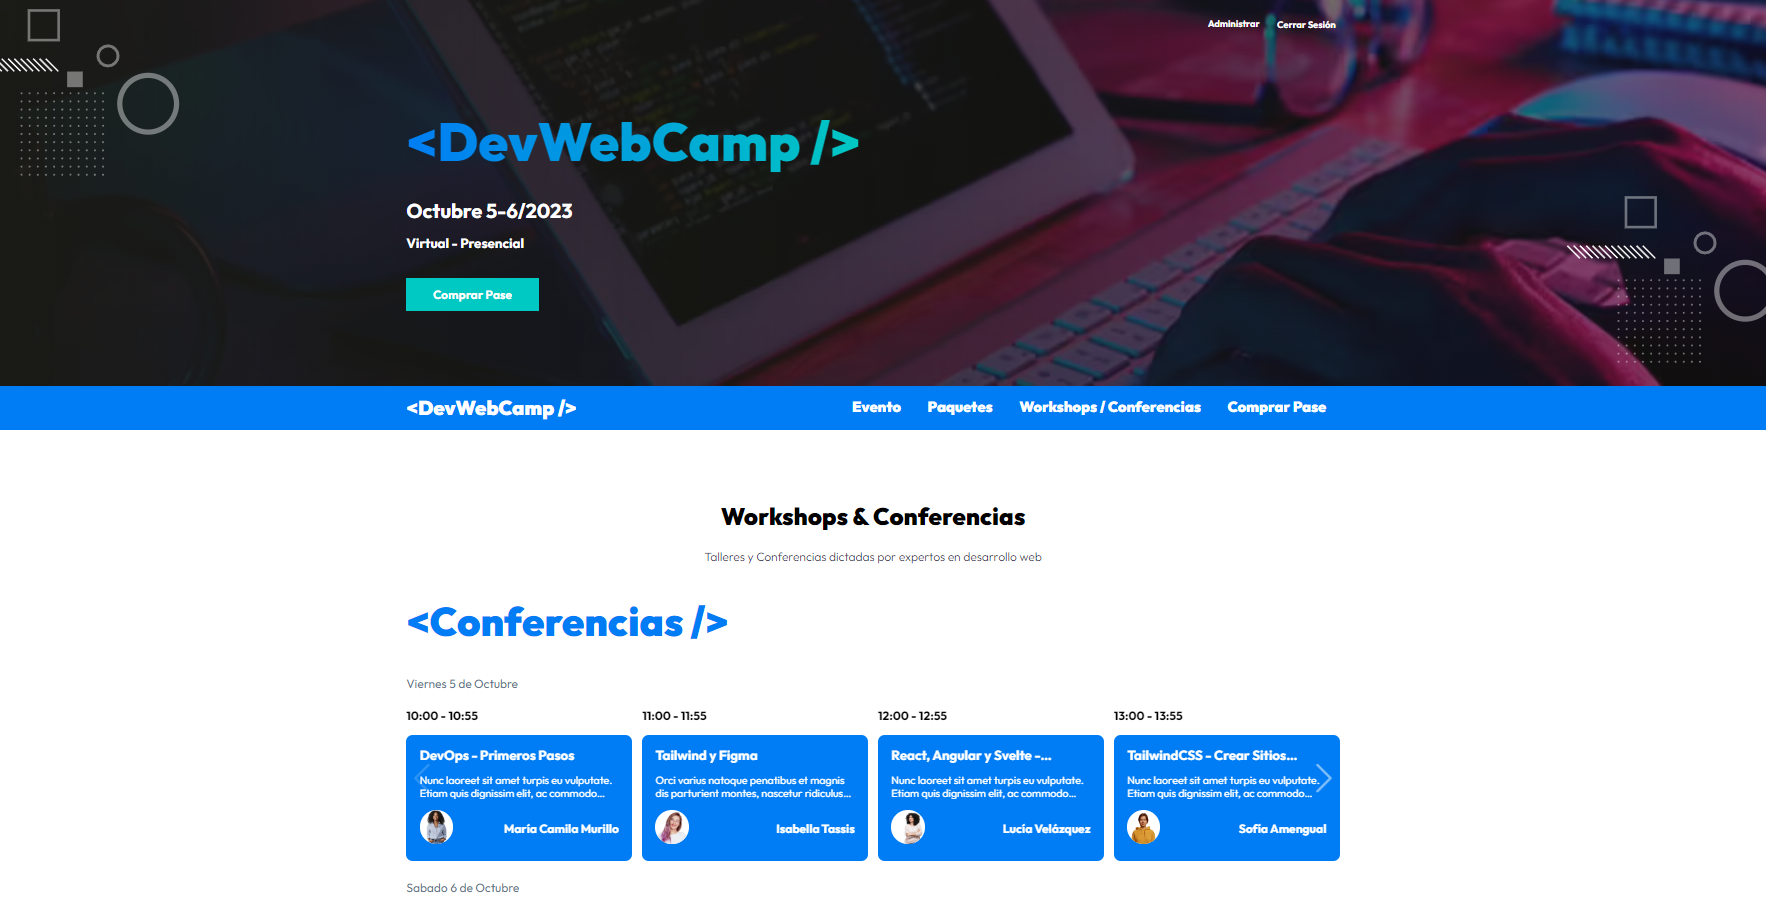 Administrar Cerrar Sesión
<DevWebCamp />
Octubre 5-6/2023
Virtual - Presencial
Comprar Pase
<DevWebCamp /> Evento Paquetes Workshops / Conferencias Comprar Pase
Workshops & Conferencias
Talleres y Conferencias dictadas por expertos en desarrollo web
<Conferencias />
Viernes 5 de Octubre
10:00 - 10:55
DevOps - Primeros Pasos
Nunc laoreet sit amet turpis eu vulputate.
Etiam quis dignissim elit, ac commodo...
María Camila Murillo
11:00 - 11:55
Tailwind y Figma
Orci varius natoque penatibus et magnis
dis parturient montes, nascetur ridiculus...
Isabella Tassis
12:00 - 12:55
React, Angular y Svelte -...
Nunc laoreet sit amet turpis eu vulputate.
Etiam quis dignissim elit, ac commodo...
Lucía Velázquez
13:00 - 13:55
TailwindCSS - Crear Sitios...
Nunc laoreet sit amet turpis eu vulputate.
Etiam quis dignissim elit, ac commodo...
Sofía Amengual
Sabado 6 de Octubre